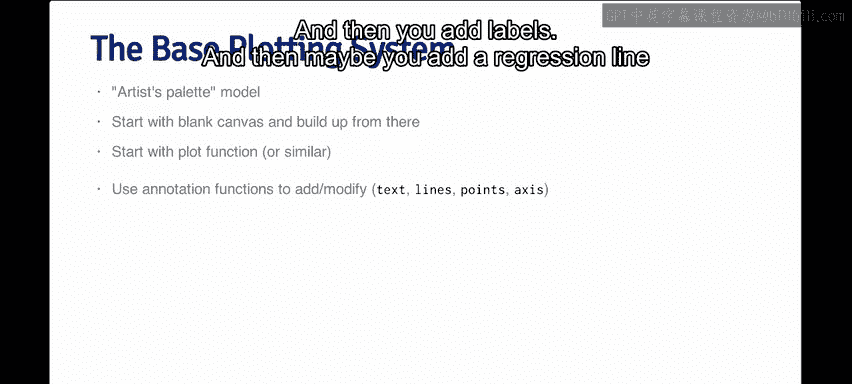 And then you add labels.
The Base Plotting System
And then maybe you add a regression line
· "Artist's palette" model
· Start with blank canvas and build up from there
· Start with plot function (or similar)
· Use annotation functions to add/modify (text, lines, points, axis)